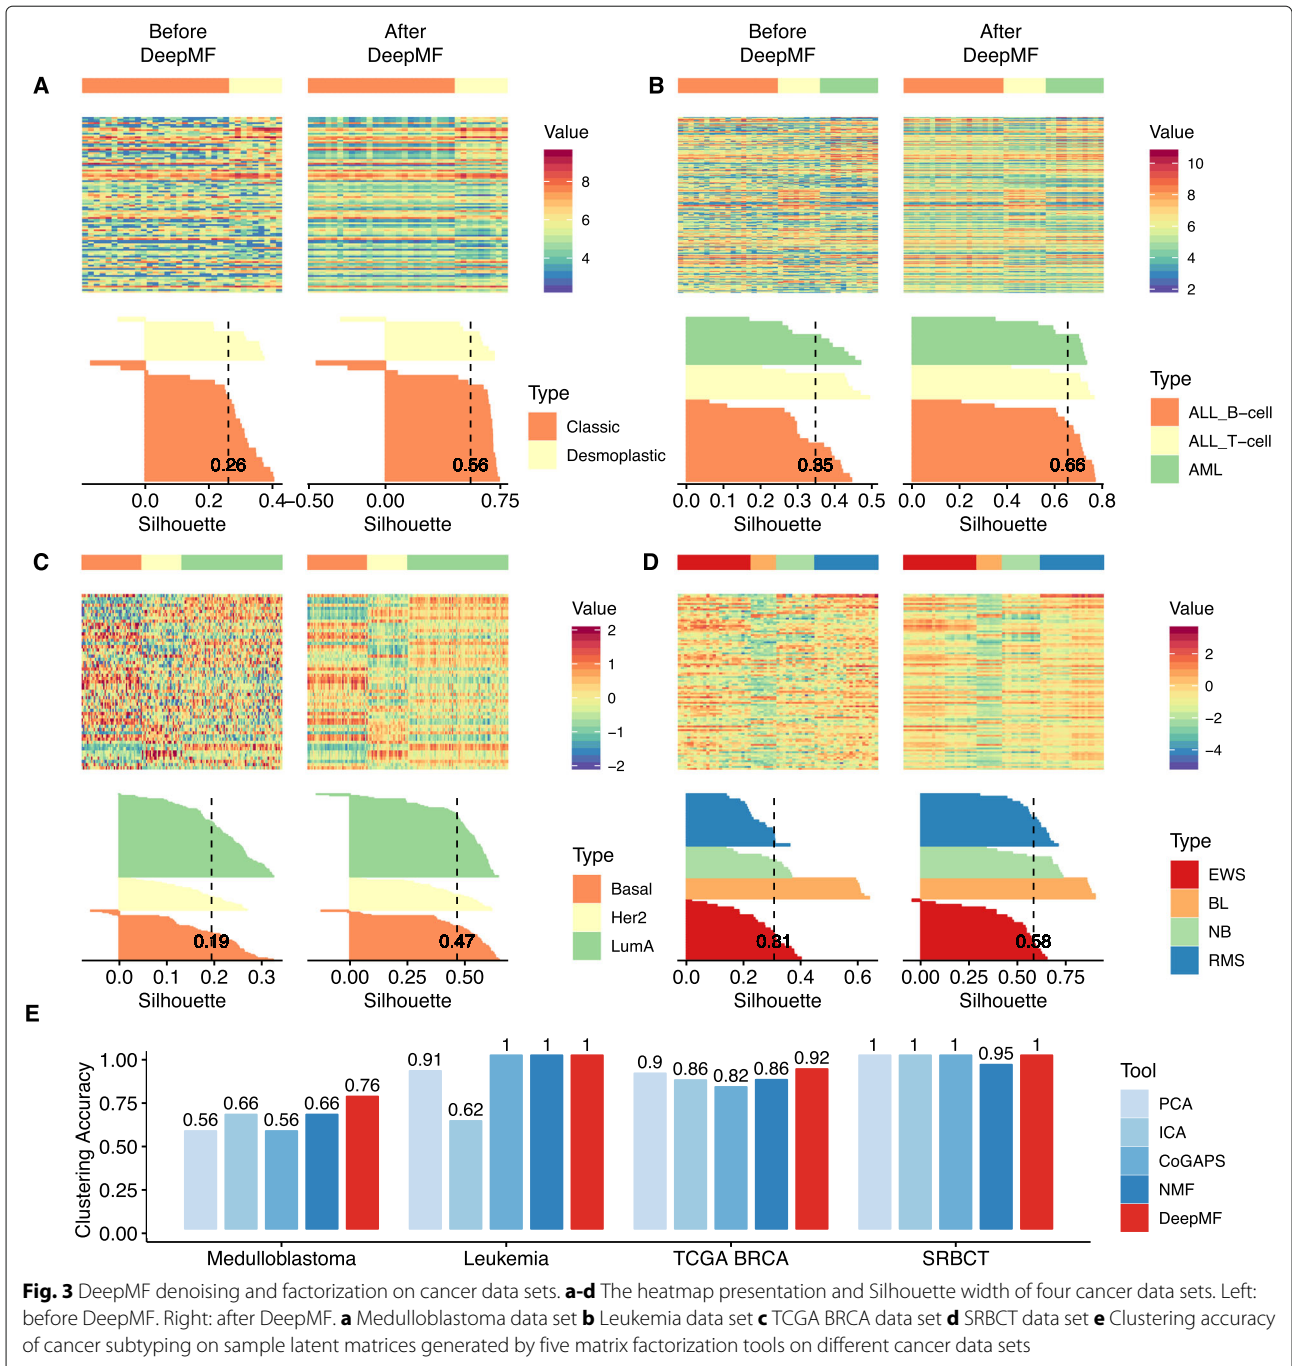 Before
DeepMF
After
DeepMF
Before
DeepMF
After
DeepMF
A
Value
8
6
4
0.26
0.0 0.2 0.4
Silhouette
0.56
−0.50 0.00 0.75
Silhouette
Type
Classic
Desmoplastic
B
Value
10
8
6
4
2
0.35
0.0 0.1 0.2 0.3 0.4 0.5
Silhouette
0.66
0.0 0.2 0.4 0.6 0.8
Silhouette
Type
ALL_B−cell
ALL_T−cell
AML
C
Value
2
1
0
−1
−2
0.19
0.0 0.1 0.2 0.3
Silhouette
0.47
0.00 0.25 0.50
Silhouette
Type
Basal
Her2
LumA
D
Value
2
0
−2
−4
0.31
0.0 0.2 0.4 0.6
Silhouette
0.58
0.00 0.25 0.50 0.75
Silhouette
Type
EWS
BL
NB
RMS
E
Clustering Accuracy
1.00
0.75
0.50
0.25
0.00
0.56 0.66 0.56 0.66 0.76
0.91 0.62 1 1 1
0.9 0.86 0.82 0.86 0.92
1 1 1 0.95 1
Medulloblastoma Leukemia TCGA BRCA SRBCT
Tool
PCA
ICA
CoGAPS
NMF
DeepMF
Fig. 3 DeepMF denoising and factorization on cancer data sets. a-d The heatmap presentation and Silhouette width of four cancer data sets. Left:
before DeepMF. Right: after DeepMF. a Medulloblastoma data set b Leukemia data set c TCGA BRCA data set d SRBCT data set e Clustering accuracy
of cancer subtyping on sample latent matrices generated by five matrix factorization tools on different cancer data sets